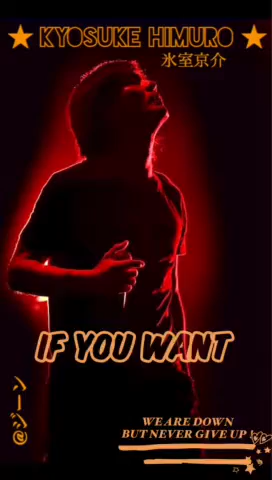 ★ KYOSUKE HIMURO ★
氷室京介
IF YOU WANT
@ジーン
WE ARE DOWN
BUT NEVER GIVE UP !
25